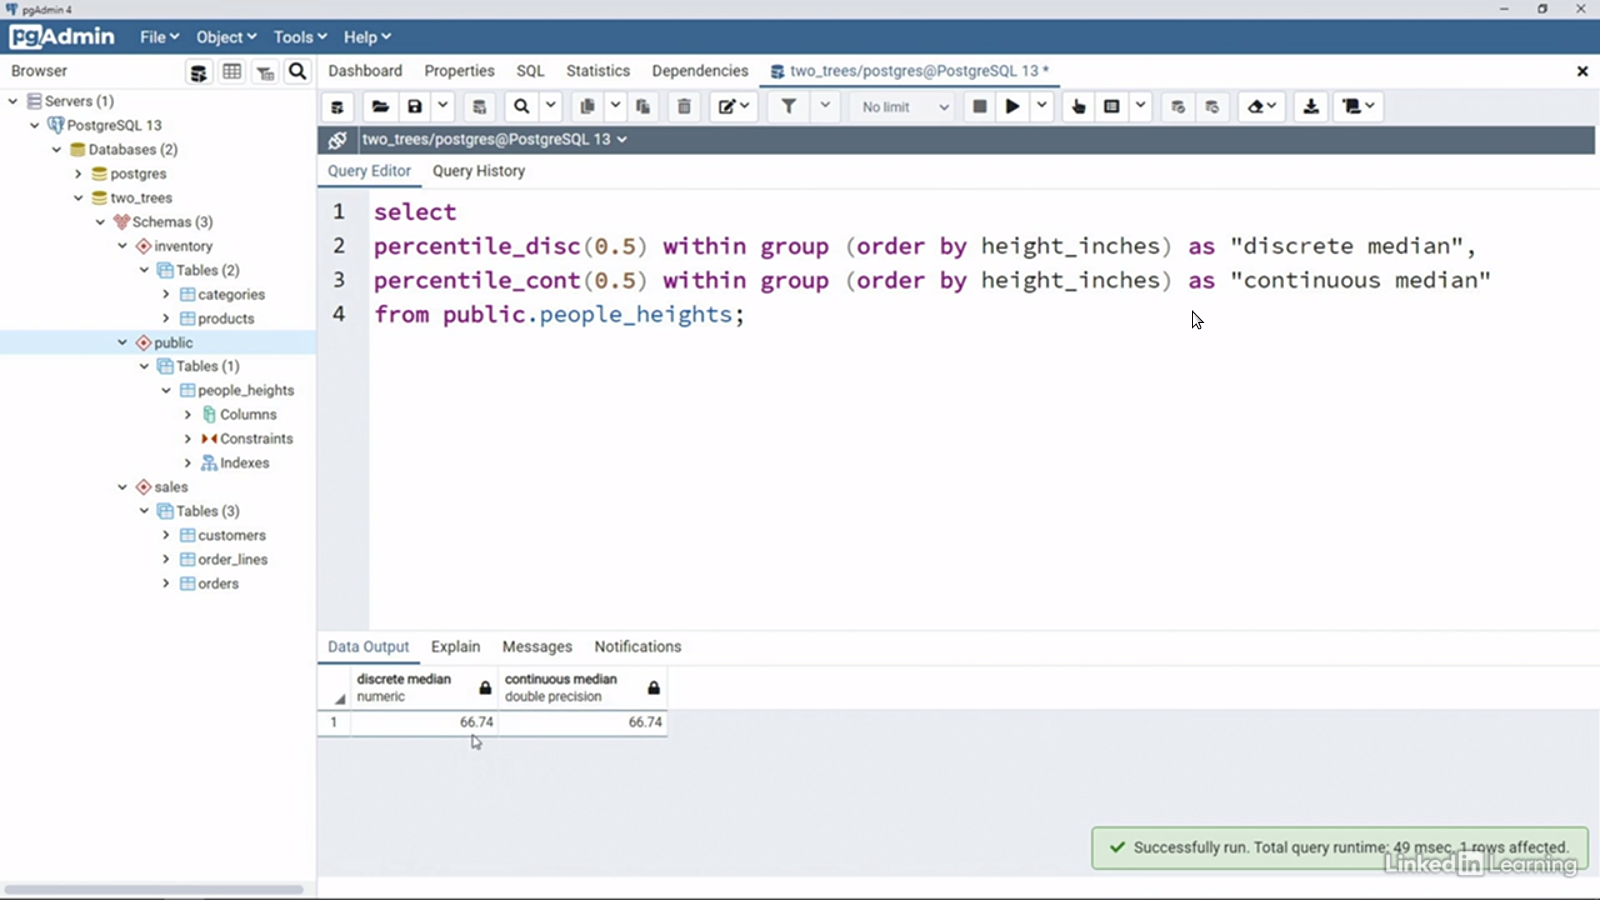 pgAdmin 4
pgAdmin File Object Tools Help
Browser
Dashboard Properties SQL Statistics Dependencies two_trees/postgres@PostgreSQL 13 *
No limit
two_trees/postgres@PostgreSQL 13
Query Editor Query History
Servers (1)
PostgreSQL 13
Databases (2)
postgres
two_trees
Schemas (3)
inventory
Tables (2)
categories
products
public
Tables (1)
people_heights
Columns
Constraints
Indexes
sales
Tables (3)
customers
order_lines
orders
1 select
2 percentile_disc(0.5) within group (order by height_inches) as "discrete median",
3 percentile_cont(0.5) within group (order by height_inches) as "continuous median"
4 from public.people_heights;
Data Output Explain Messages Notifications
discrete median continuous median
numeric double precision
1 66.74 66.74
Successfully run. Total query runtime: 49 msec. 1 rows affected.
Linked in Learning